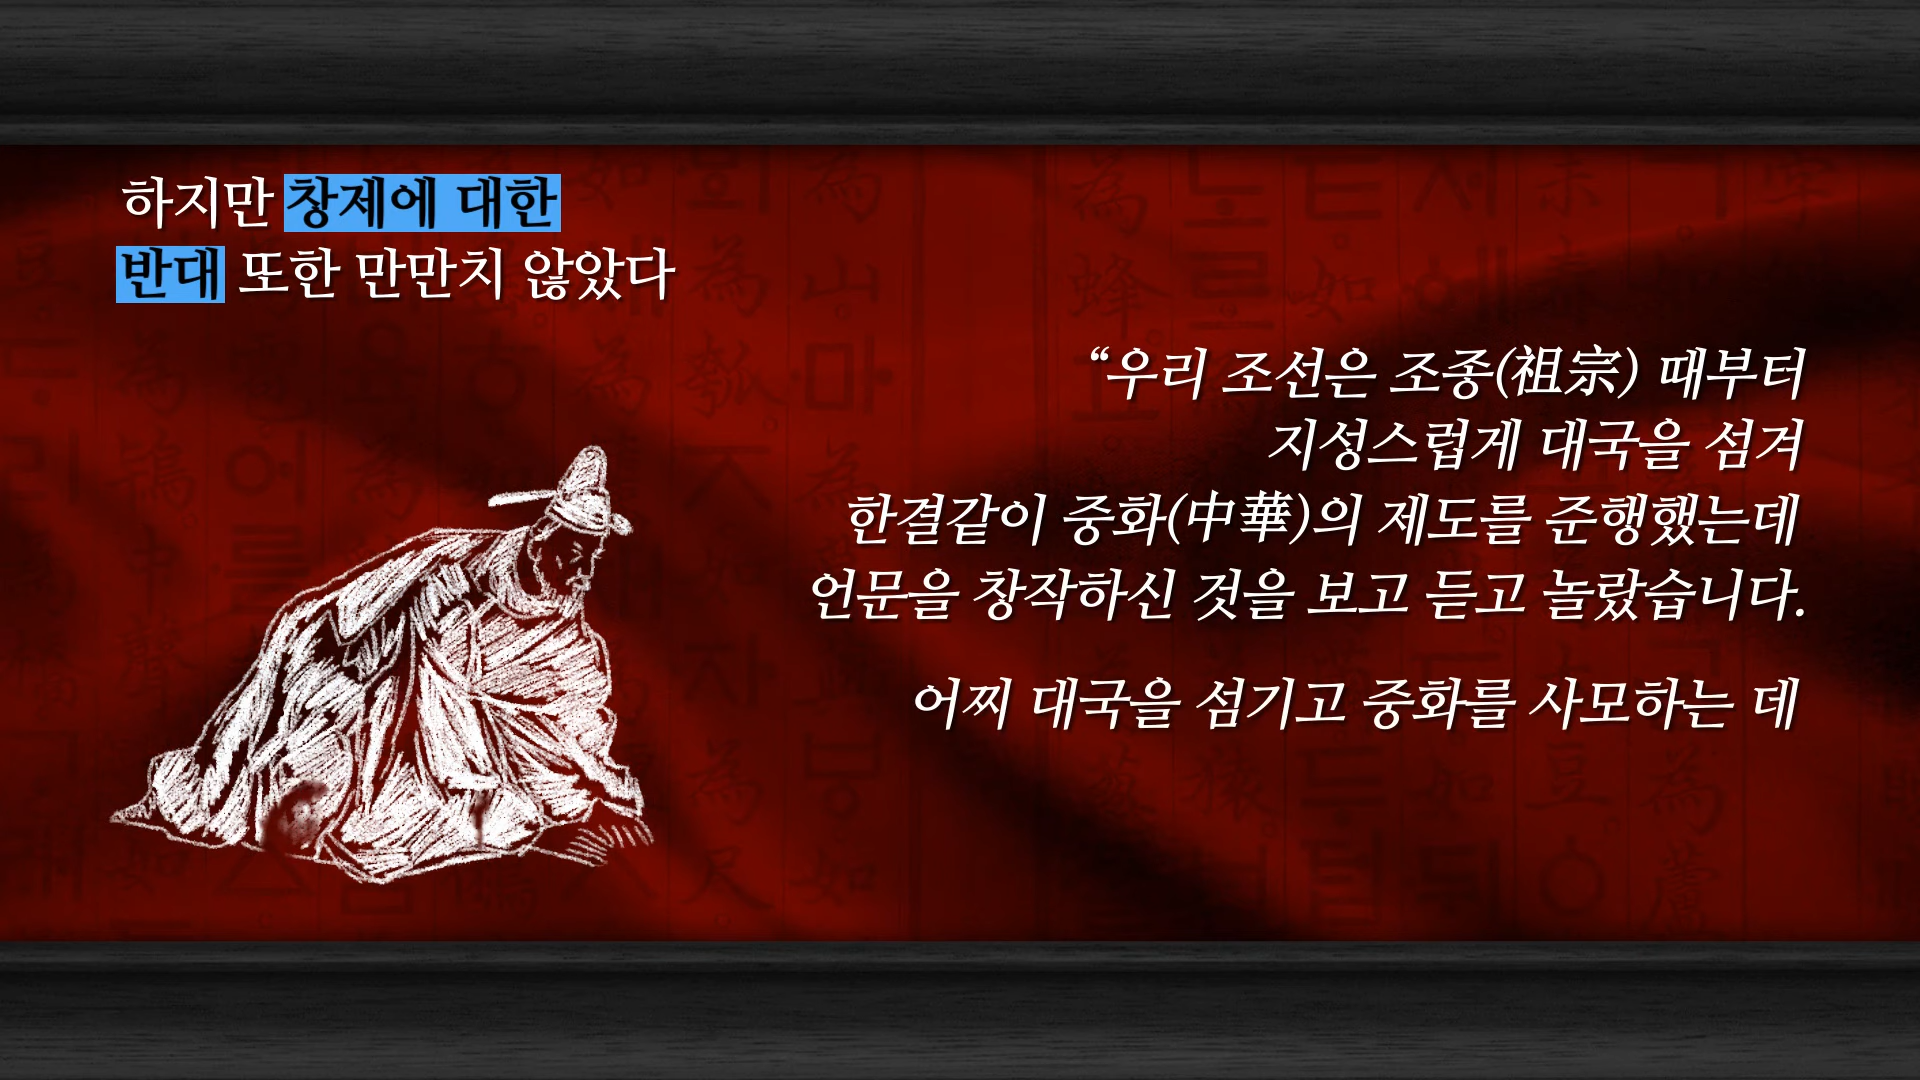 하지만 창제에 대한
반대 또한 만만치 않았다
“우리 조선은 조종(祖宗) 때부터
지성스럽게 대국을 섬겨
한결같이 중화(中華)의 제도를 준행했는데
언문을 창작하신 것을 보고 듣고 놀랐습니다.
어찌 대국을 섬기고 중화를 사모하는 데